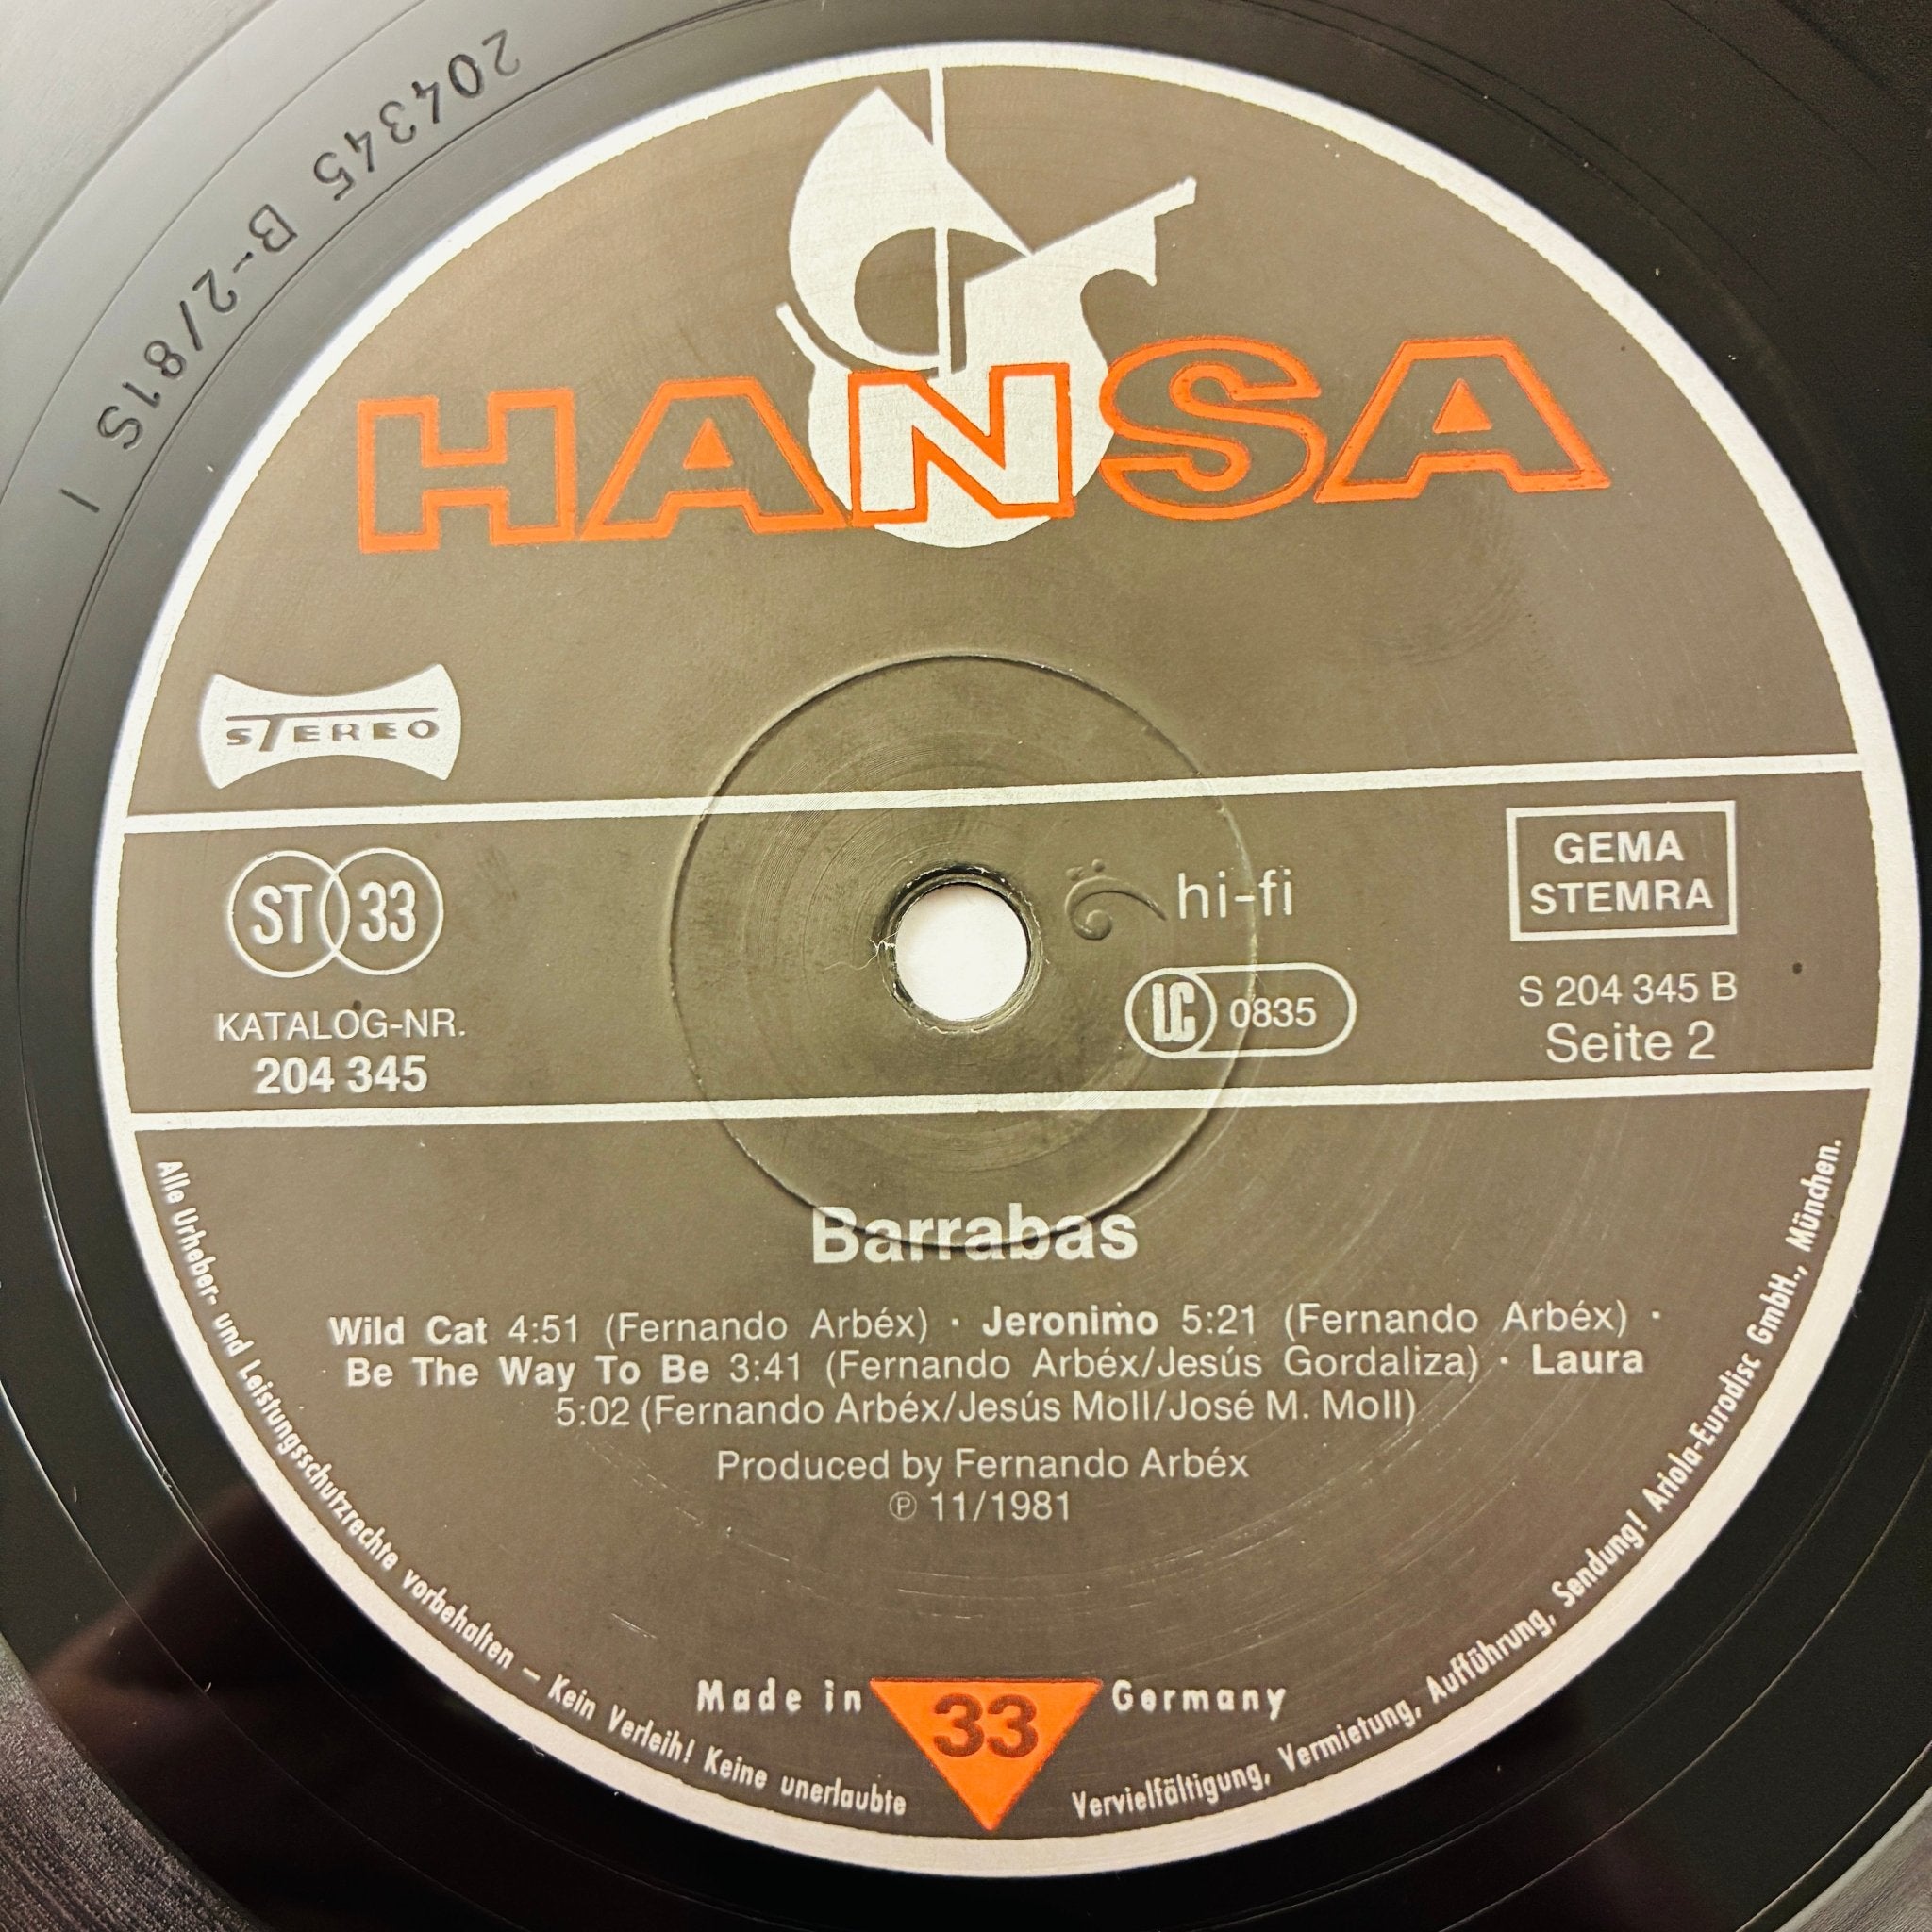 204345 B-2/81S 1
HANSA
STEREO
ST 33
hi-fi
GEMA
STEMRA
KATALOG-NR.
204 345
LC 0835
S 204 345 B
Seite 2
Barrabas
Wild Cat 4:51 (Fernando Arbéx) · Jeronimo 5:21 (Fernando Arbéx) ·
Be The Way To Be 3:41 (Fernando Arbéx/Jesús Gordaliza) · Laura
5:02 (Fernando Arbéx/Jesús Moll/José M. Moll)
Produced by Fernando Arbéx
℗ 11/1981
Made in 33 Germany
Alle Urheber- und Leistungsschutzrechte vorbehalten – Kein Verleih! Keine unerlaubte Vervielfältigung, Vermietung, Aufführung, Sendung! Ariola-Eurodisc GmbH., München.